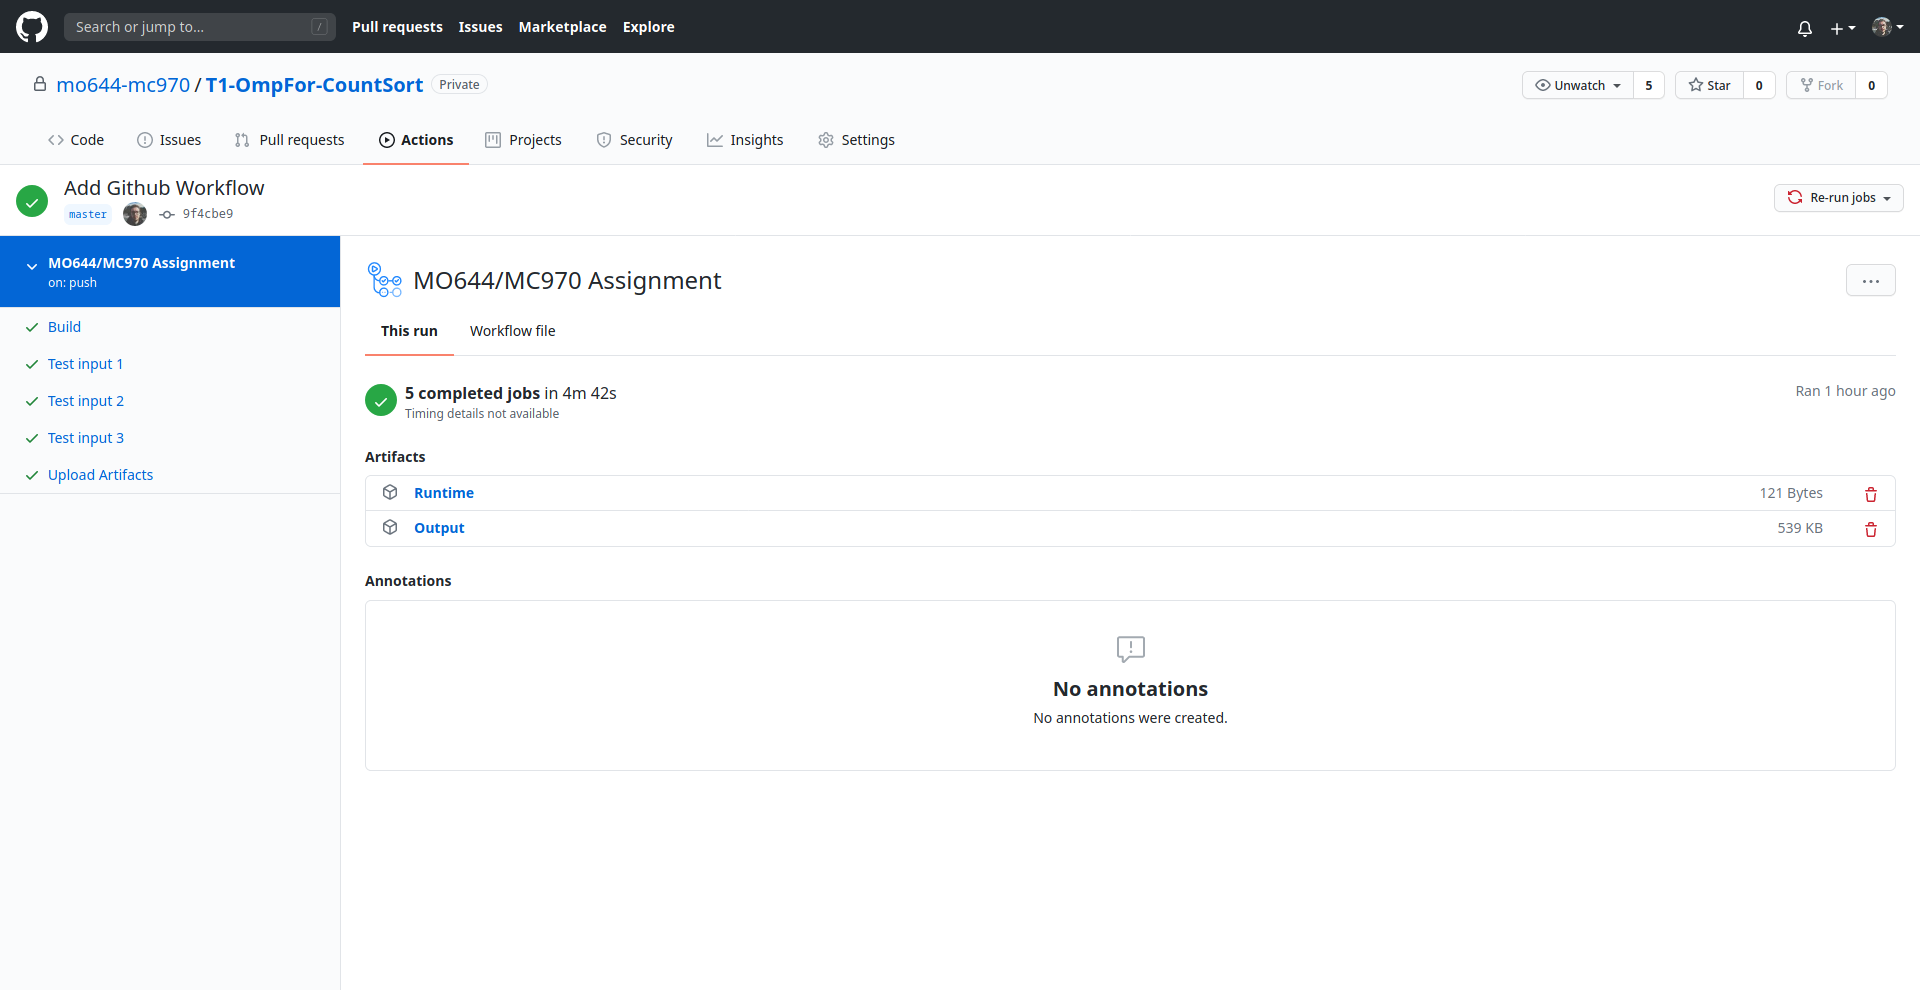 Search or jump to... / Pull requests Issues Marketplace Explore
mo644-mc970 / T1-OmpFor-CountSort Private Unwatch 5 Star 0 Fork 0
Code Issues Pull requests Actions Projects Security Insights Settings
Add Github Workflow
master 9f4cbe9
Re-run jobs
MO644/MC970 Assignment
on: push
Build
Test input 1
Test input 2
Test input 3
Upload Artifacts
MO644/MC970 Assignment
...
This run Workflow file
5 completed jobs in 4m 42s
Timing details not available
Ran 1 hour ago
Artifacts
Runtime 121 Bytes
Output 539 KB
Annotations
No annotations
No annotations were created.